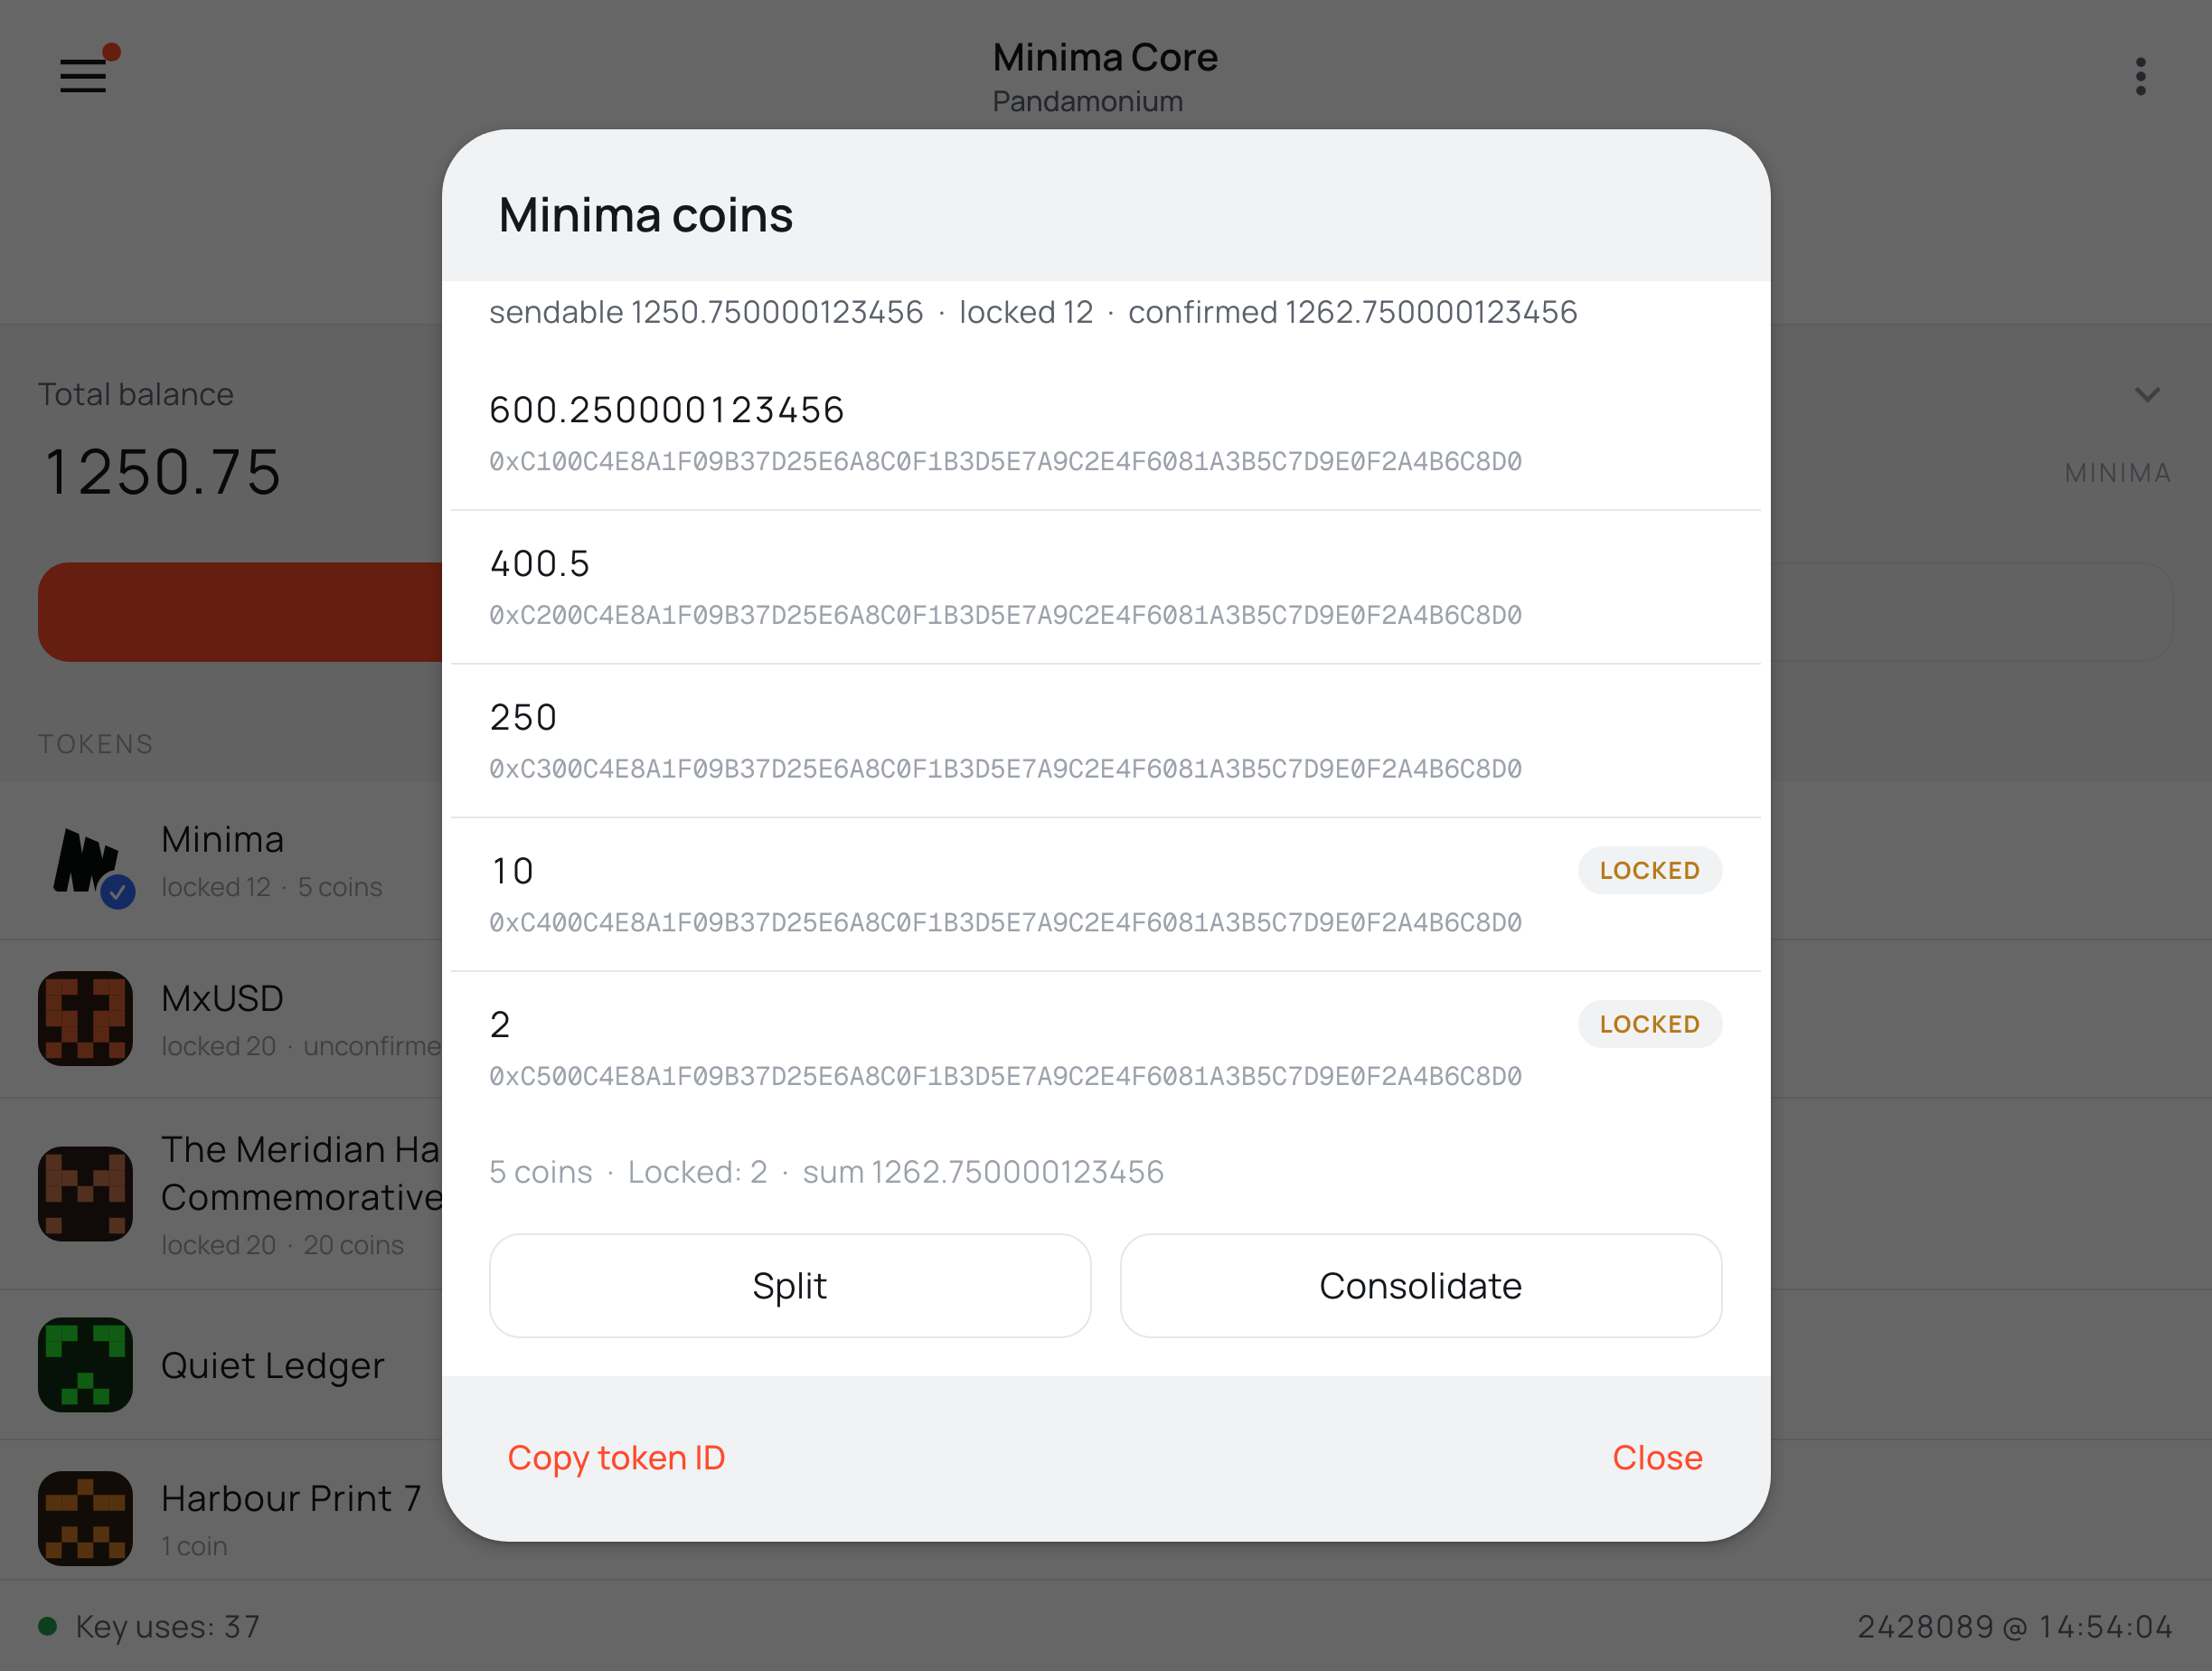 Minima Core
Pandamonium
Minima coins
sendable 1250.750000123456 · locked 12 · confirmed 1262.750000123456
Total balance
1250.75
MINIMA
600.250000123456
0xC100C4E8A1F09B37D25E6A8C0F1B3D5E7A9C2E4F6081A3B5C7D9E0F2A4B6C8D0
400.5
0xC200C4E8A1F09B37D25E6A8C0F1B3D5E7A9C2E4F6081A3B5C7D9E0F2A4B6C8D0
250
0xC300C4E8A1F09B37D25E6A8C0F1B3D5E7A9C2E4F6081A3B5C7D9E0F2A4B6C8D0
10
LOCKED
0xC400C4E8A1F09B37D25E6A8C0F1B3D5E7A9C2E4F6081A3B5C7D9E0F2A4B6C8D0
2
LOCKED
0xC500C4E8A1F09B37D25E6A8C0F1B3D5E7A9C2E4F6081A3B5C7D9E0F2A4B6C8D0
5 coins · Locked: 2 · sum 1262.750000123456
Split
Consolidate
Copy token ID
Close
TOKENS
Minima
locked 12 · 5 coins
MxUSD
locked 20 · unconfirme
The Meridian Ha
Commemorative
locked 20 · 20 coins
Quiet Ledger
Harbour Print 7
1 coin
Key uses: 37
2428089 @ 14:54:04